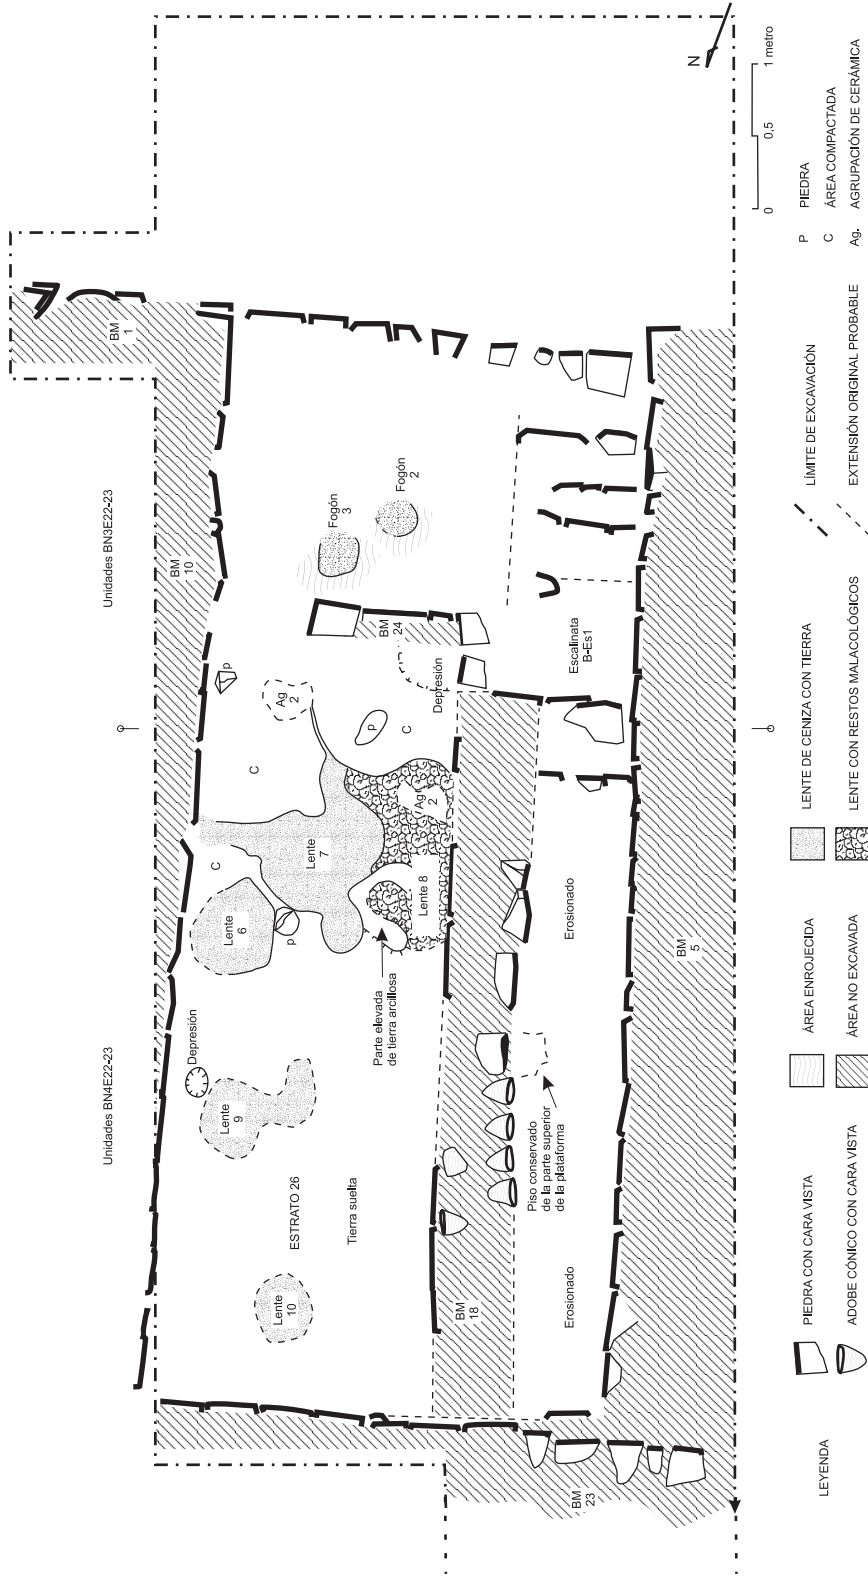 Unidades BN4E22-23
Unidades BN3E22-23
BM
1
BM
10
Depresión
Lente
9
Lente
6
C
p
C
P
Ag
2
Fogón
3
Fogón
2
Lente
10
ESTRATO 26
Tierra suelta
Parte elevada
de tierra arcillosa
Lente
7
Lente 8
Ag
2
p
C
Depresión
BM
24
BM
18
Piso conservado
de la parte superior
de la plataforma
Erosionado
Erosionado
Escalinata
B-Es1
BM
23
BM
5
N
0
0,5
1 metro
LEYENDA
PIEDRA CON CARA VISTA
ADOBE CÓNICO CON CARA VISTA
ÁREA ENROJECIDA
ÁREA NO EXCAVADA
LENTE DE CENIZA CON TIERRA
LENTE CON RESTOS MALACOLÓGICOS
LÍMITE DE EXCAVACIÓN
EXTENSIÓN ORIGINAL PROBABLE
P PIEDRA
C ÁREA COMPACTADA
Ag. AGRUPACIÓN DE CERÁMICA